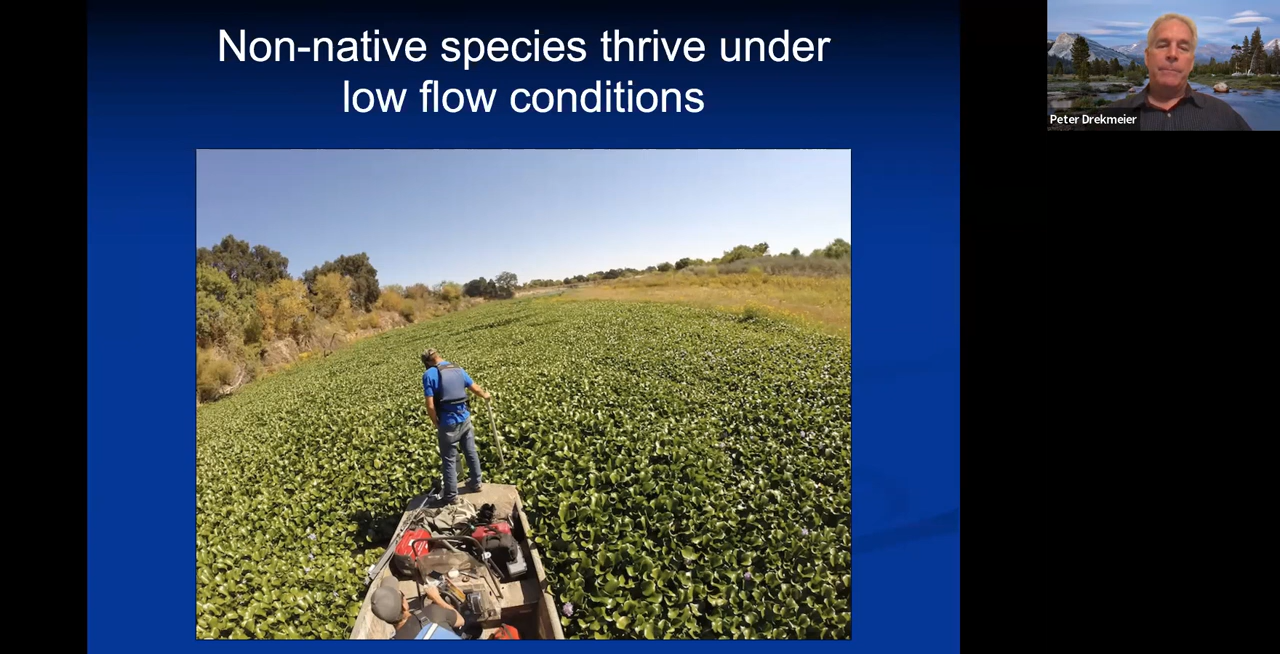 Non-native species thrive under
low flow conditions
Peter Drekmeier